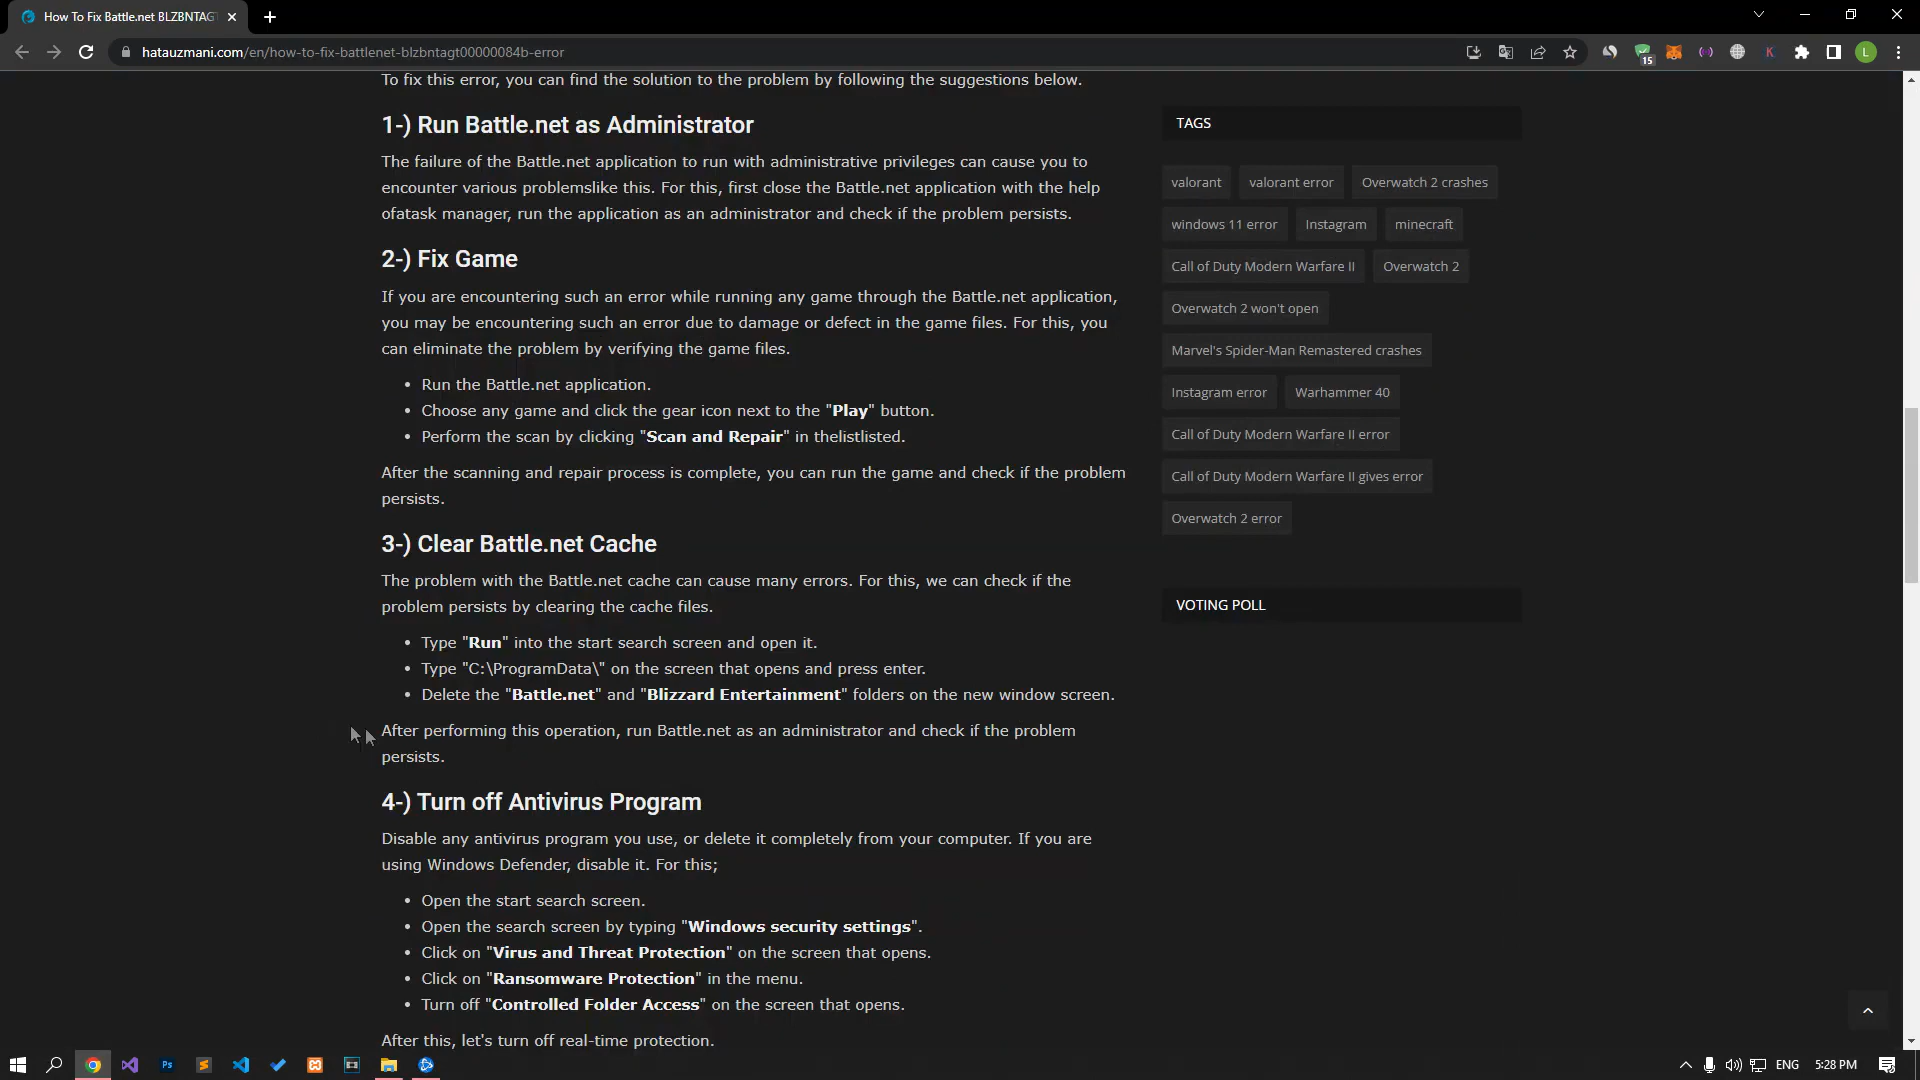 How To Fix Battle.net BLZBNTAGT
hatauzmani.com/en/how-to-fix-battlenet-blzbntagt00000084b-error
15
K
L
To fix this error, you can find the solution to the problem by following the suggestions below.
1-) Run Battle.net as Administrator
The failure of the Battle.net application to run with administrative privileges can cause you to
encounter various problemslike this. For this, first close the Battle.net application with the help
ofatask manager, run the application as an administrator and check if the problem persists.
2-) Fix Game
If you are encountering such an error while running any game through the Battle.net application,
you may be encountering such an error due to damage or defect in the game files. For this, you
can eliminate the problem by verifying the game files.
• Run the Battle.net application.
• Choose any game and click the gear icon next to the "Play" button.
• Perform the scan by clicking "Scan and Repair" in thelistlisted.
After the scanning and repair process is complete, you can run the game and check if the problem
persists.
3-) Clear Battle.net Cache
The problem with the Battle.net cache can cause many errors. For this, we can check if the
problem persists by clearing the cache files.
• Type "Run" into the start search screen and open it.
• Type "C:\ProgramData\" on the screen that opens and press enter.
• Delete the "Battle.net" and "Blizzard Entertainment" folders on the new window screen.
After performing this operation, run Battle.net as an administrator and check if the problem
persists.
4-) Turn off Antivirus Program
Disable any antivirus program you use, or delete it completely from your computer. If you are
using Windows Defender, disable it. For this;
• Open the start search screen.
• Open the search screen by typing "Windows security settings".
• Click on "Virus and Threat Protection" on the screen that opens.
• Click on "Ransomware Protection" in the menu.
• Turn off "Controlled Folder Access" on the screen that opens.
After this, let's turn off real-time protection.
TAGS
valorant valorant error Overwatch 2 crashes
windows 11 error Instagram minecraft
Call of Duty Modern Warfare II Overwatch 2
Overwatch 2 won't open
Marvel's Spider-Man Remastered crashes
Instagram error Warhammer 40
Call of Duty Modern Warfare II error
Call of Duty Modern Warfare II gives error
Overwatch 2 error
VOTING POLL
Ps
ENG 5:28 PM